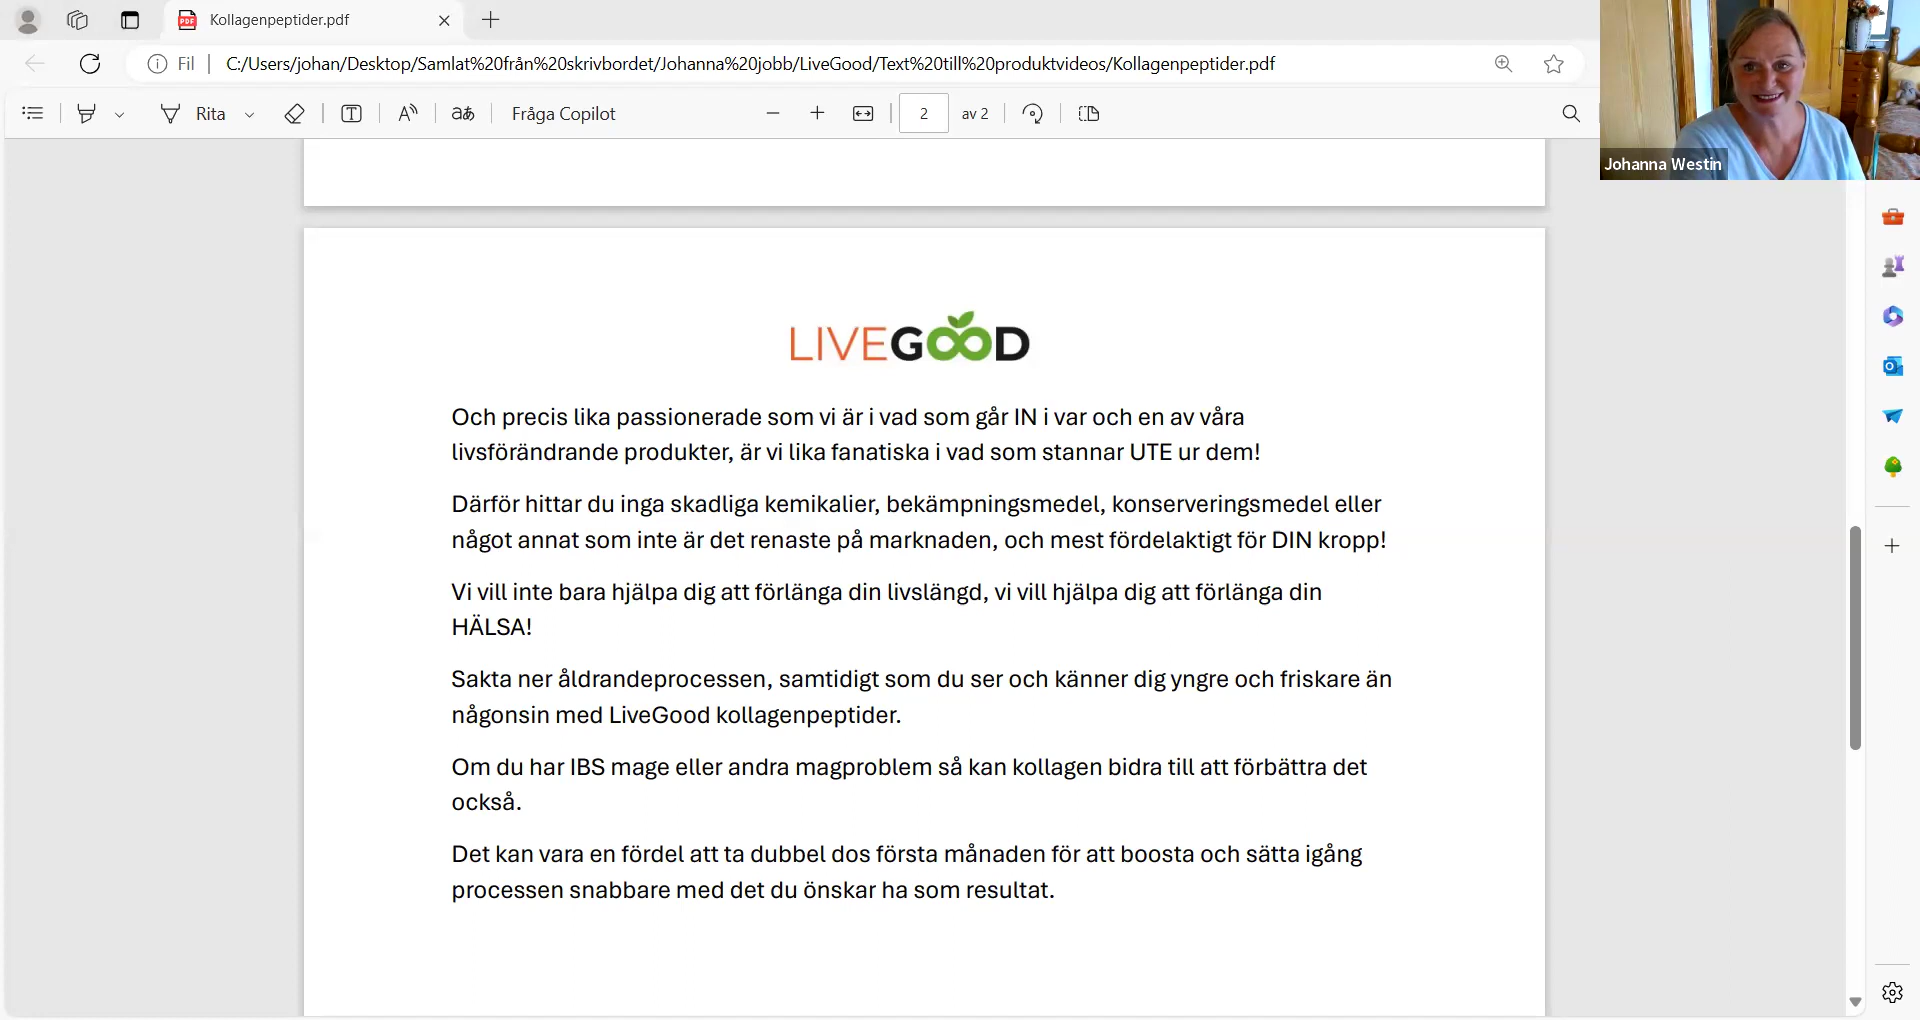 Kollagenpeptider.pdf
Fil
C:/Users/johan/Desktop/Samlat%20från%20skrivbordet/Johanna%20jobb/LiveGood/Text%20till%20produktvideos/Kollagenpeptider.pdf
Rita
Fråga Copilot
2 av 2
Johanna Westin
LIVEGOOD
Och precis lika passionerade som vi är i vad som går IN i var och en av våra
livsförändrande produkter, är vi lika fanatiska i vad som stannar UTE ur dem!
Därför hittar du inga skadliga kemikalier, bekämpningsmedel, konserveringsmedel eller
något annat som inte är det renaste på marknaden, och mest fördelaktigt för DIN kropp!
Vi vill inte bara hjälpa dig att förlänga din livslängd, vi vill hjälpa dig att förlänga din
HÄLSA!
Sakta ner åldrandeprocessen, samtidigt som du ser och känner dig yngre och friskare än
någonsin med LiveGood kollagenpeptider.
Om du har IBS mage eller andra magproblem så kan kollagen bidra till att förbättra det
också.
Det kan vara en fördel att ta dubbel dos första månaden för att boosta och sätta igång
processen snabbare med det du önskar ha som resultat.